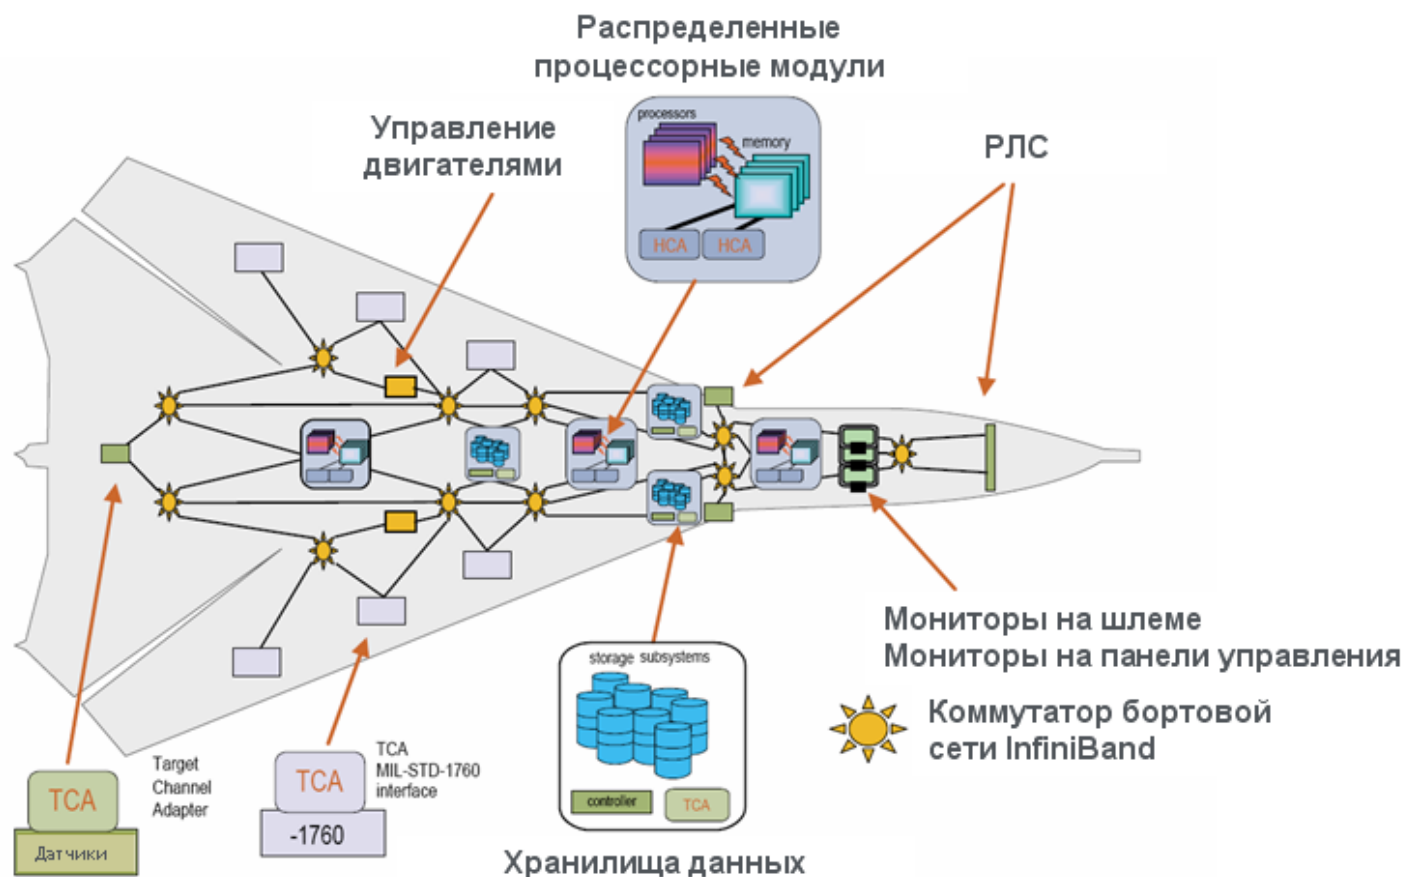 Распределенные
процессорные модули
processors
memory
HCA
HCA
Управление
двигателями
РЛС
Мониторы на шлеме
Мониторы на панели управления
Коммутатор бортовой
сети InfiniBand
storage subsystems
controller
TCA
Хранилища данных
TCA
Датчики
Target
Channel
Adapter
TCA
-1760
TCA
MIL-STD-1760
interface